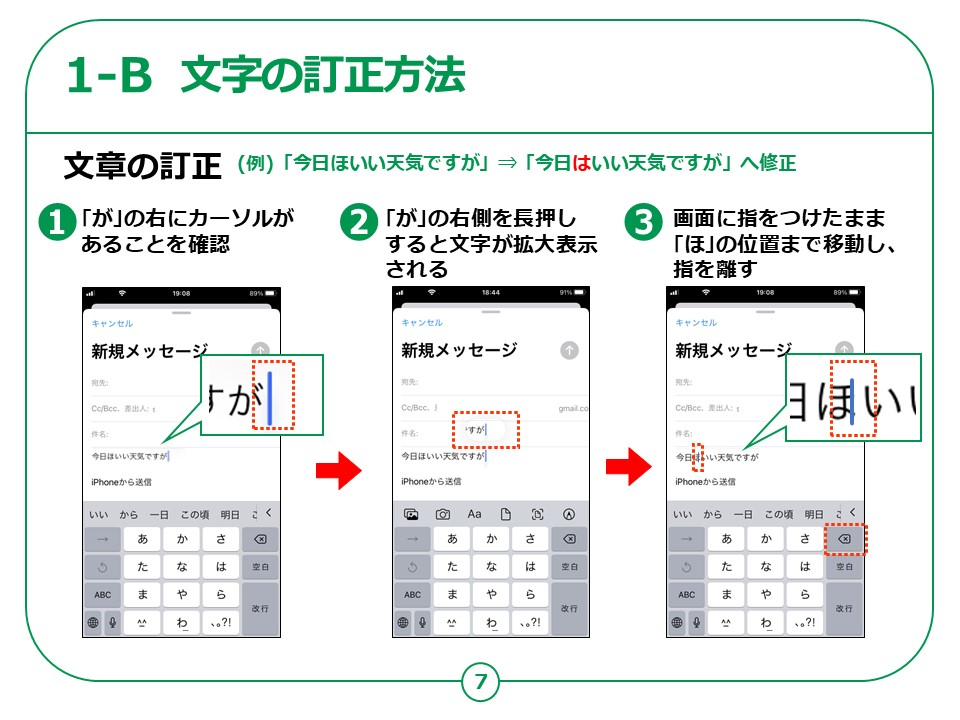 1-B 文字の訂正方法
文章の訂正 (例)「今日ほいい天気ですが」⇒「今日はいい天気ですが」へ修正
1 ｢が｣の右にカーソルが
あることを確認
2 ｢が｣の右側を長押し
すると文字が拡大表示
される
3 画面に指をつけたまま
｢ほ｣の位置まで移動し、
指を離す
19:08 89%
キャンセル
新規メッセージ
宛先:
Cc/Bcc、差出人:
件名:
今日ほいい天気ですが
iPhoneから送信
すが
いい から 一日 この頃 明日 <
→ あ か さ
た な は 空白
ABC ま や ら 改行
^^ わ 、。?!
18:44 91%
キャンセル
新規メッセージ
宛先:
Cc/Bcc、 gmail.co
件名:
すが
今日ほいい天気ですが
iPhoneから送信
Aa
→ あ か さ
た な は 空白
ABC ま や ら 改行
^^ わ 、。?!
19:08 89%
キャンセル
新規メッセージ
宛先:
Cc/Bcc、差出人:
件名:
今日ほいい天気ですが
iPhoneから送信
日ほいい
いい から 一日 この頃 明日 <
→ あ か さ
た な は 空白
ABC ま や ら 改行
^^ わ 、。?!
7